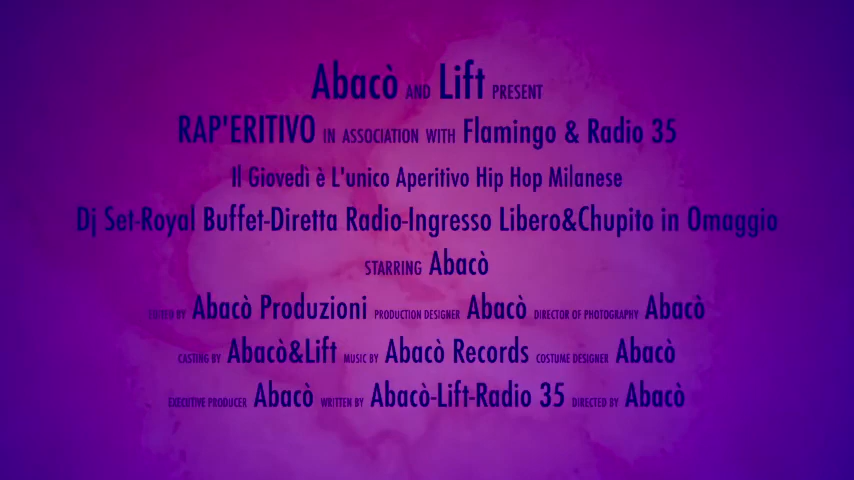 Abacò AND Lift PRESENT
RAP'ERITIVO IN ASSOCIATION WITH Flamingo & Radio 35
Il Giovedì è L'unico Aperitivo Hip Hop Milanese
Dj Set-Royal Buffet-Diretta Radio-Ingresso Libero&Chupito in Omaggio
STARRING Abacò
EDITED BY Abacò Produzioni PRODUCTION DESIGNER Abacò DIRECTOR OF PHOTOGRAPHY Abacò
CASTING BY Abacò&Lift MUSIC BY Abacò Records COSTUME DESIGNER Abacò
EXECUTIVE PRODUCER Abacò WRITTEN BY Abacò-Lift-Radio 35 DIRECTED BY Abacò